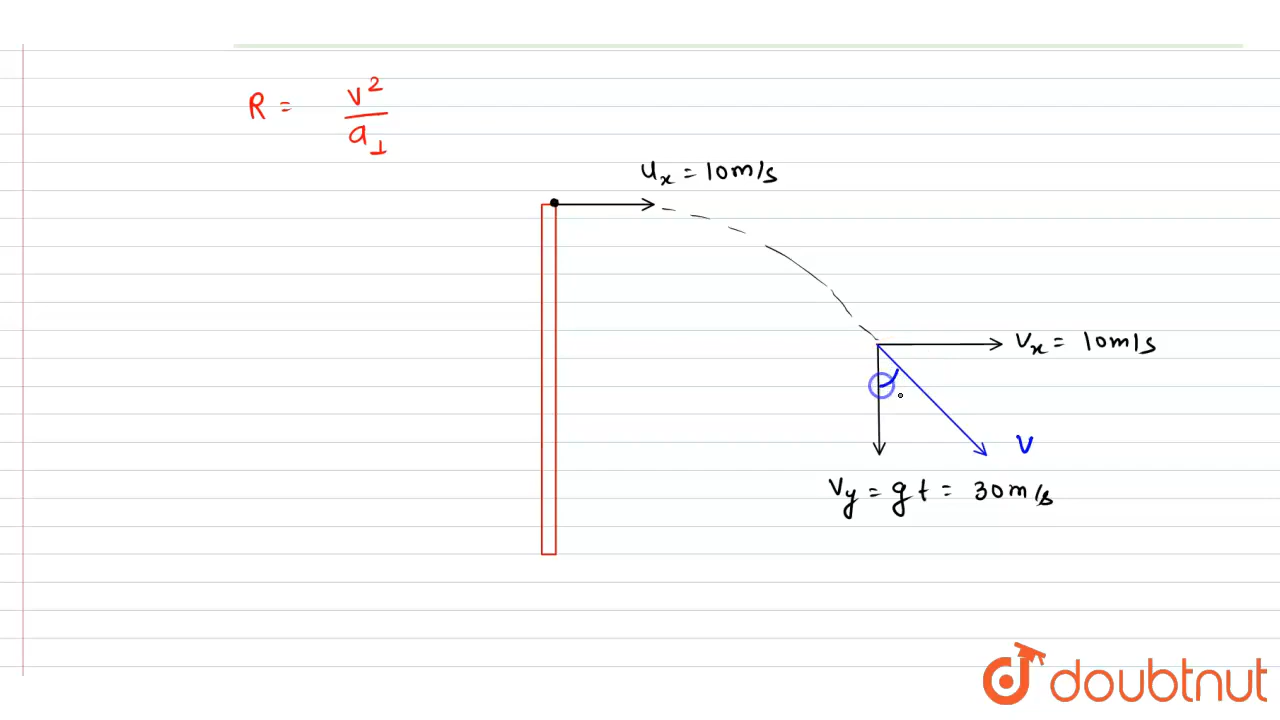 R = v²/a⊥
uₓ = 10m/s
vₓ = 10m/s
v
vy = gt = 30m/s
doubtnut